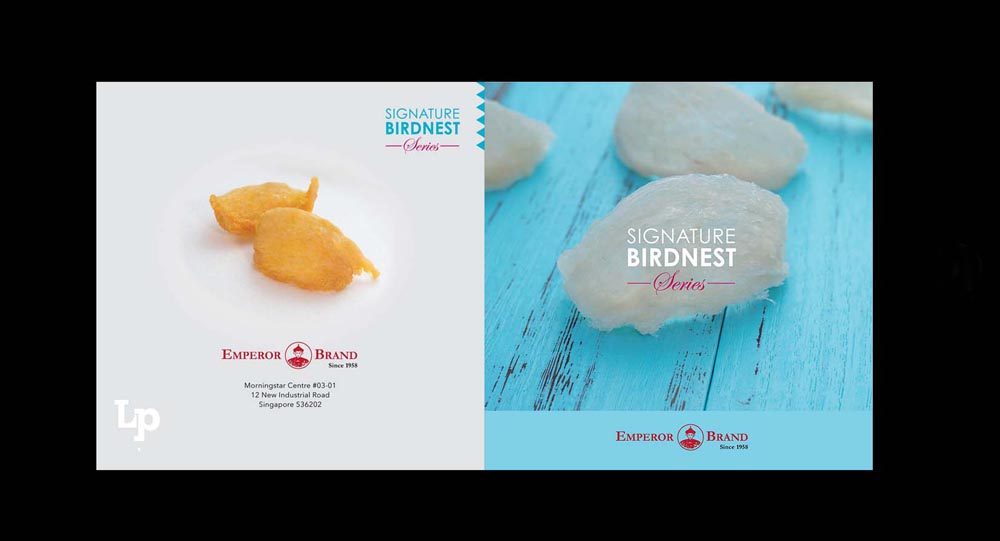 SIGNATURE
BIRDNEST
Series
EMPEROR BRAND
Since 1958
Morningstar Centre #03-01
12 New Industrial Road
Singapore 536202
Lp
SIGNATURE
BIRDNEST
Series
EMPEROR BRAND
Since 1958